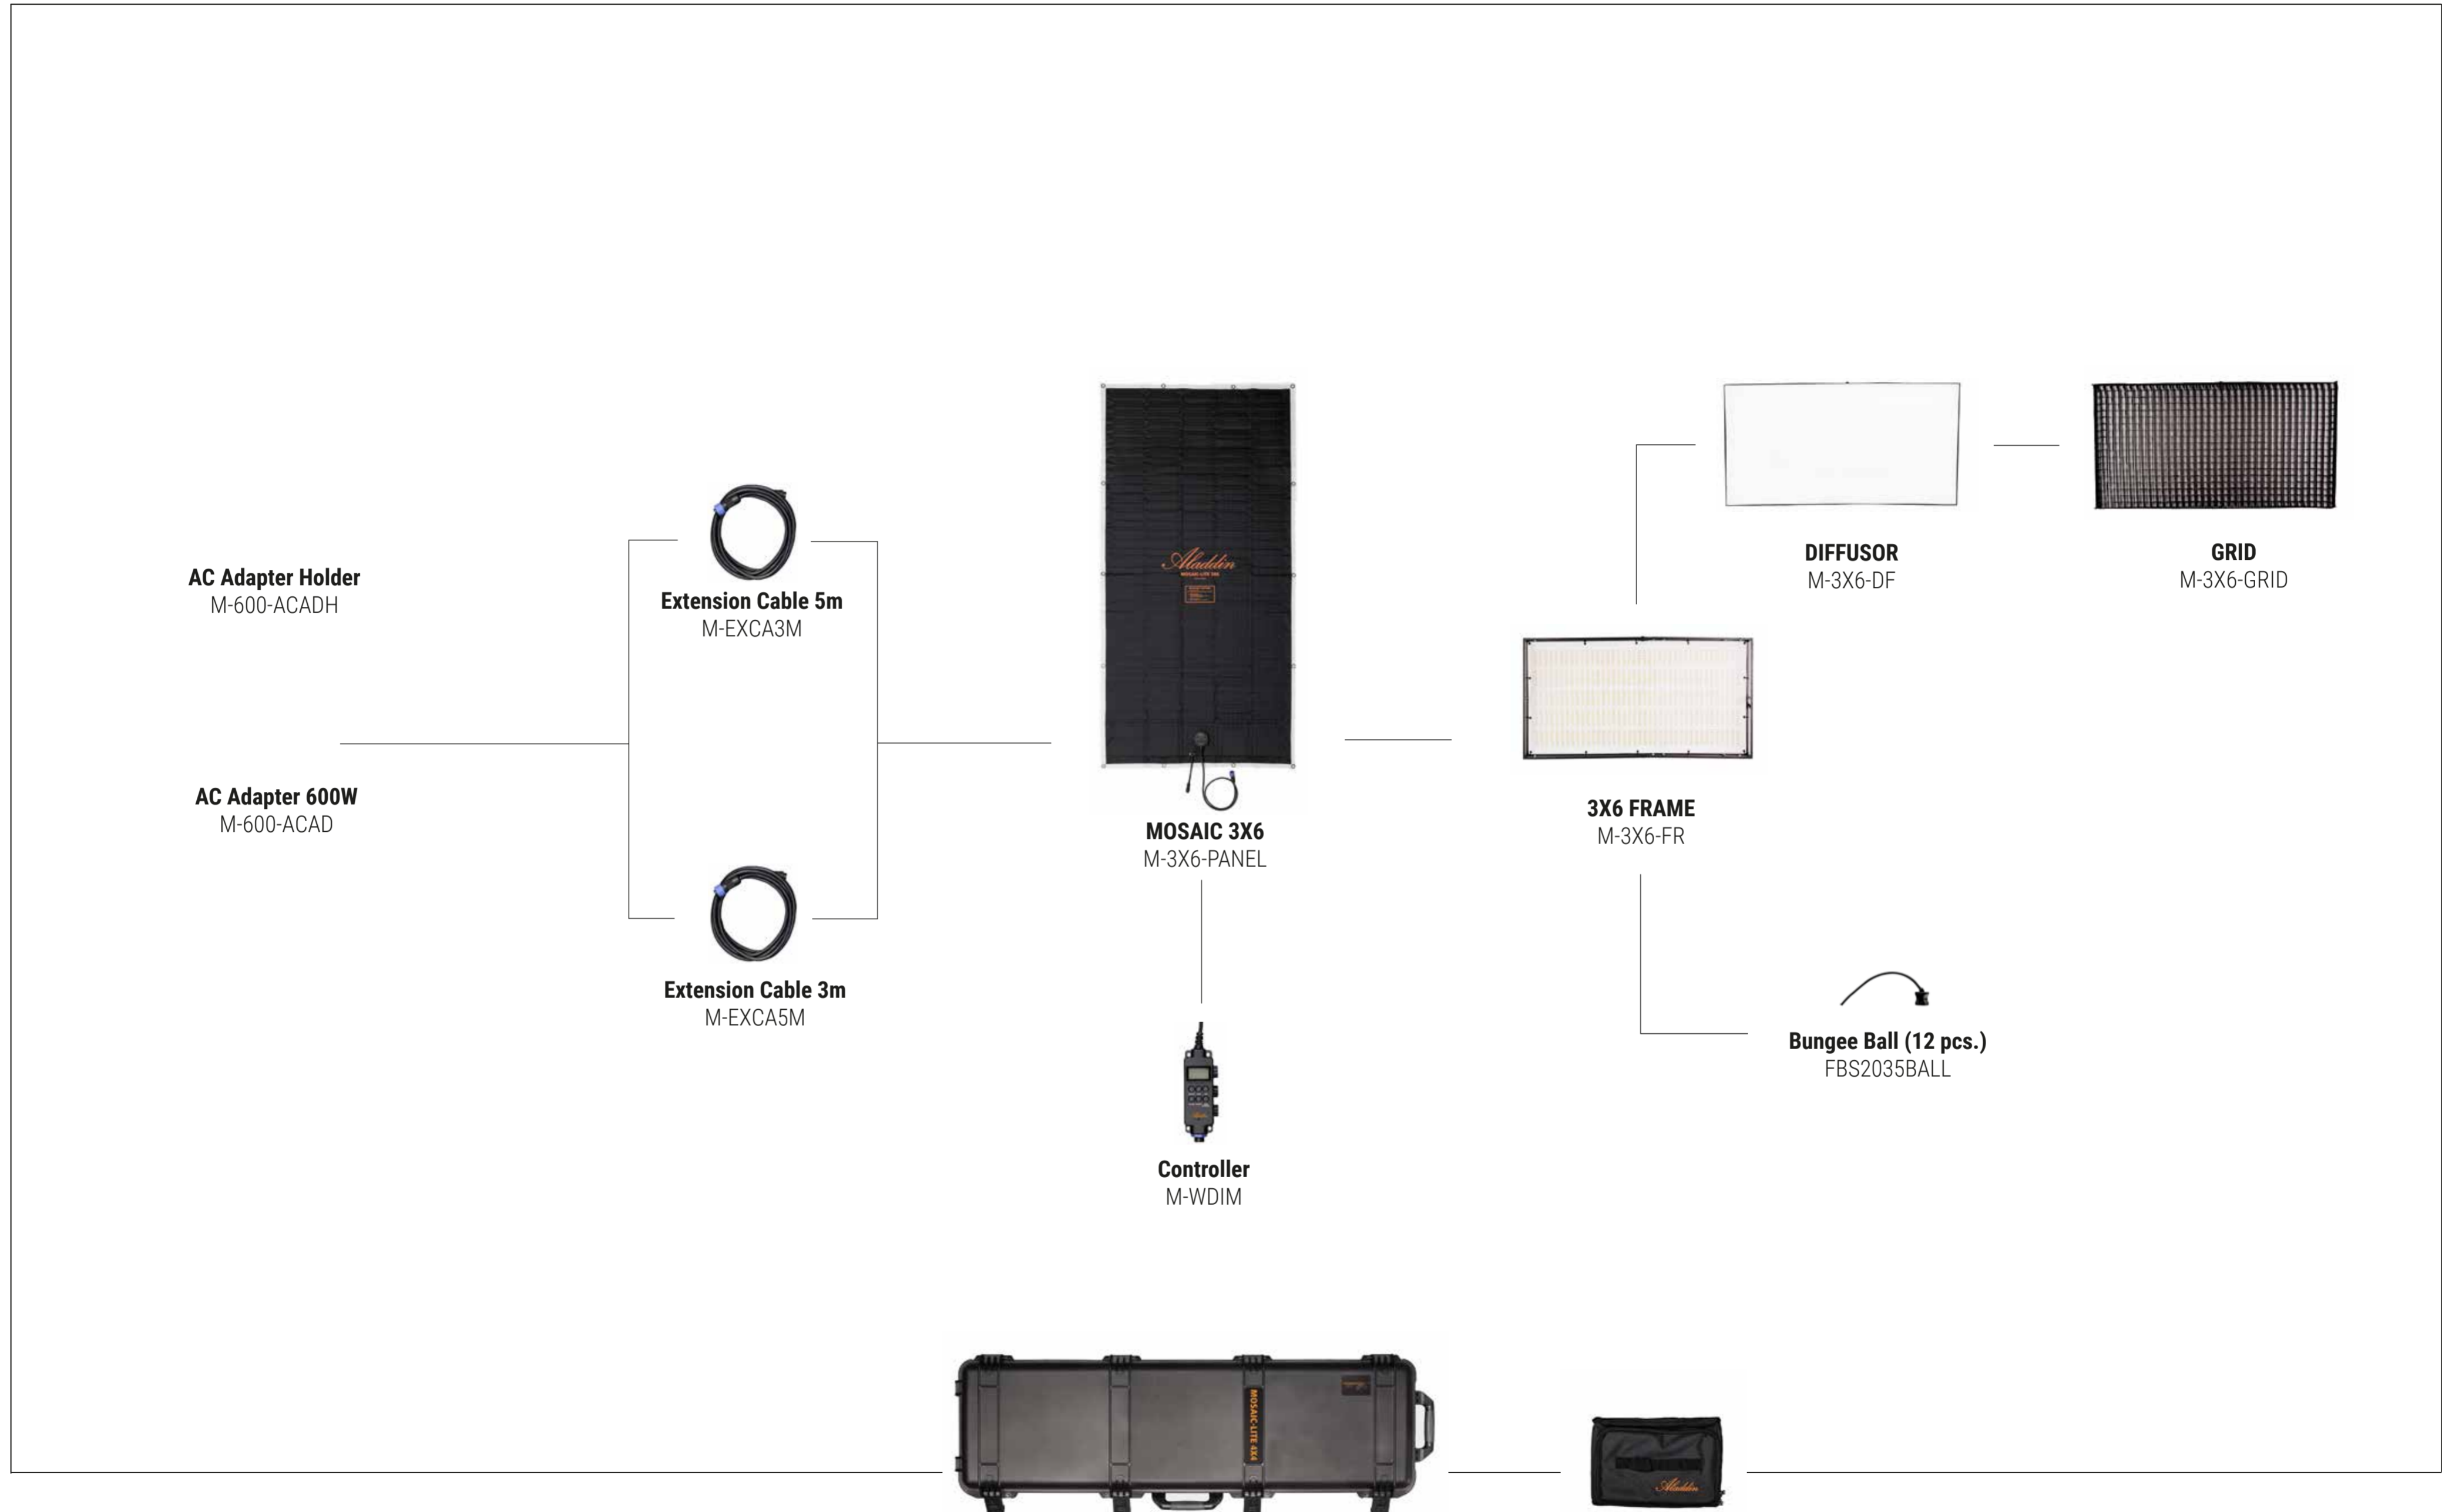 AC Adapter Holder
M-600-ACADH
AC Adapter 600W
M-600-ACAD
Extension Cable 5m
M-EXCA3M
Extension Cable 3m
M-EXCA5M
Aladdin
MOSAIC 3X6
M-3X6-PANEL
Controller
M-WDIM
DIFFUSOR
M-3X6-DF
GRID
M-3X6-GRID
3X6 FRAME
M-3X6-FR
Bungee Ball (12 pcs.)
FBS2035BALL
MOSAIC-LITE 4X4
Aladdin